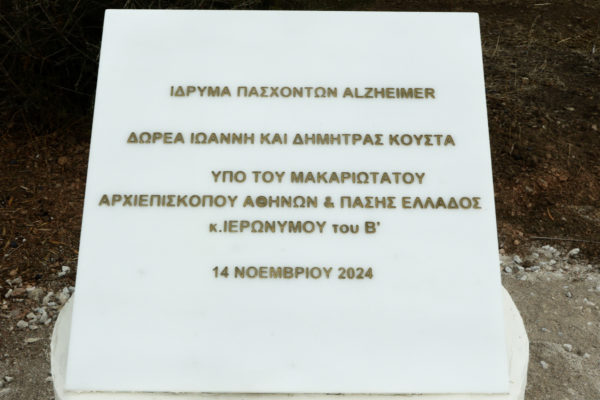 ΙΔΡΥΜΑ ΠΑΣΧΟΝΤΩΝ ALZHEIMER
ΔΩΡΕΑ ΙΩΑΝΝΗ ΚΑΙ ΔΗΜΗΤΡΑΣ ΚΟΥΣΤΑ
ΥΠΟ ΤΟΥ ΜΑΚΑΡΙΩΤΑΤΟΥ
ΑΡΧΙΕΠΙΣΚΟΠΟΥ ΑΘΗΝΩΝ & ΠΑΣΗΣ ΕΛΛΑΔΟΣ
κ.ΙΕΡΩΝΥΜΟΥ του Β'
14 ΝΟΕΜΒΡΙΟΥ 2024